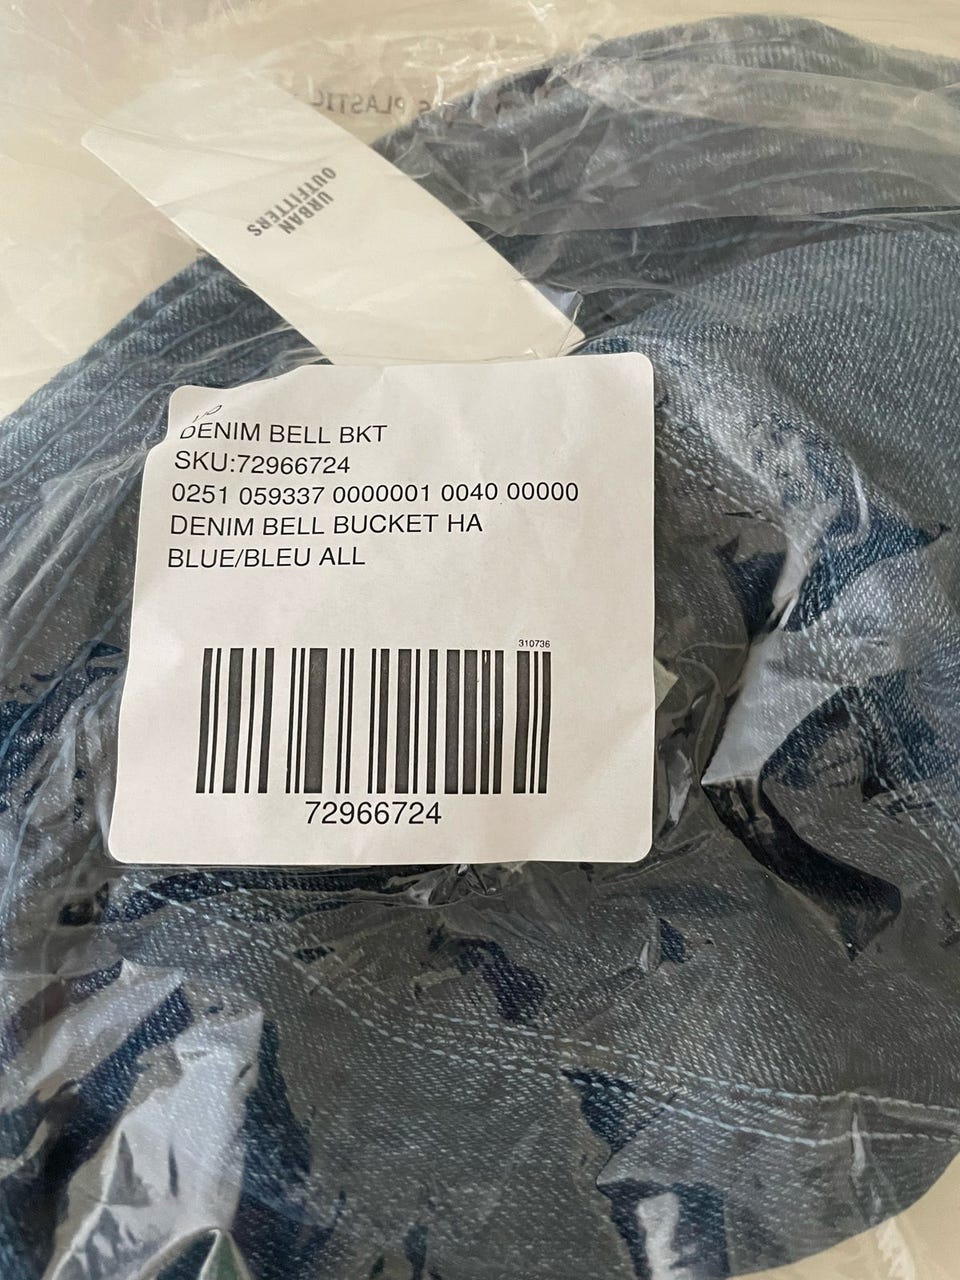 PLASTIC
URBAN
OUTFITTERS
DENIM BELL BKT
SKU:72966724
0251 059337 0000001 0040 00000
DENIM BELL BUCKET HA
BLUE/BLEU ALL
310736
72966724